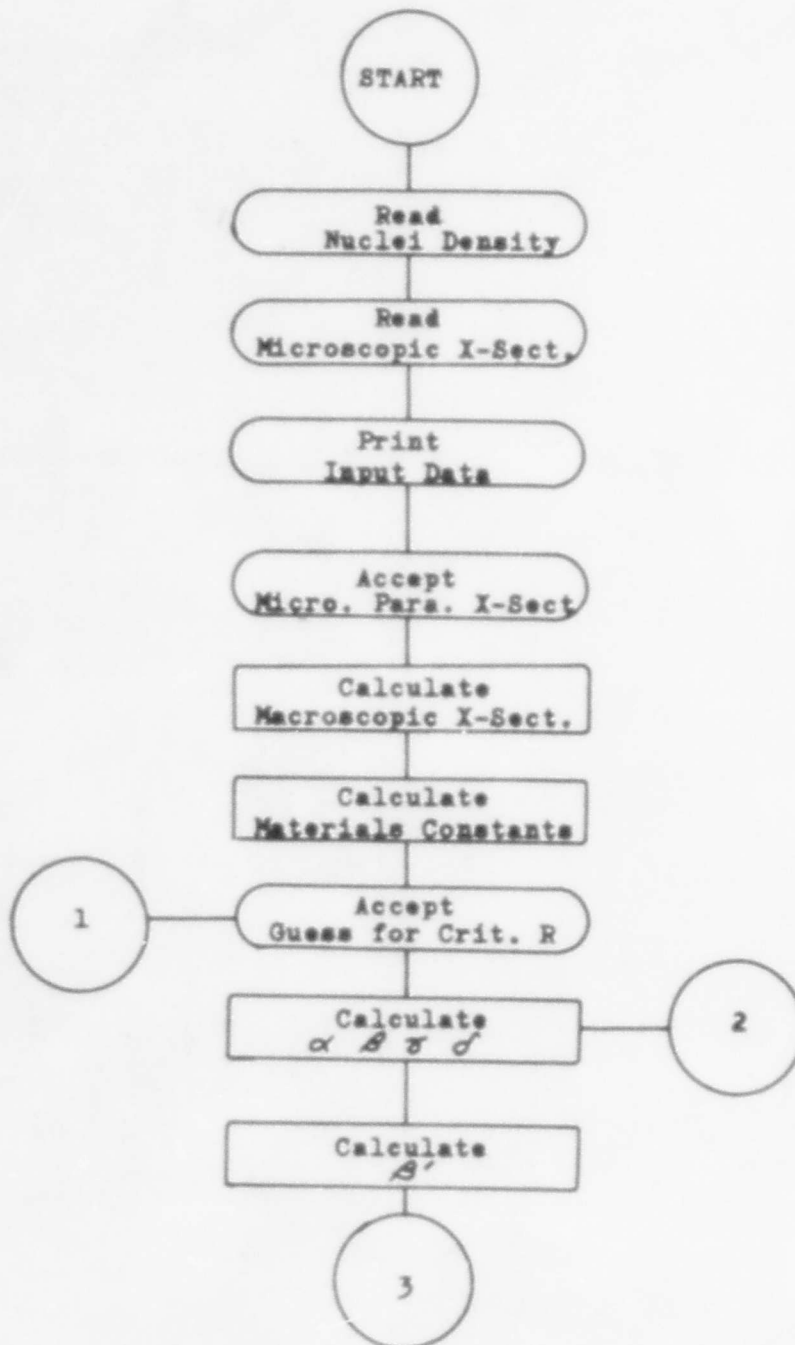 START
Read
Nuclei Density
Read
Microscopic X-Sect.
Print
Input Data
Accept
Micro. Para. X-Sect
Calculate
Macroscopic X-Sect.
Calculate
Materials Constants
1
Accept
Guess for Crit. R
Calculate
α β γ δ
2
Calculate
β'
3